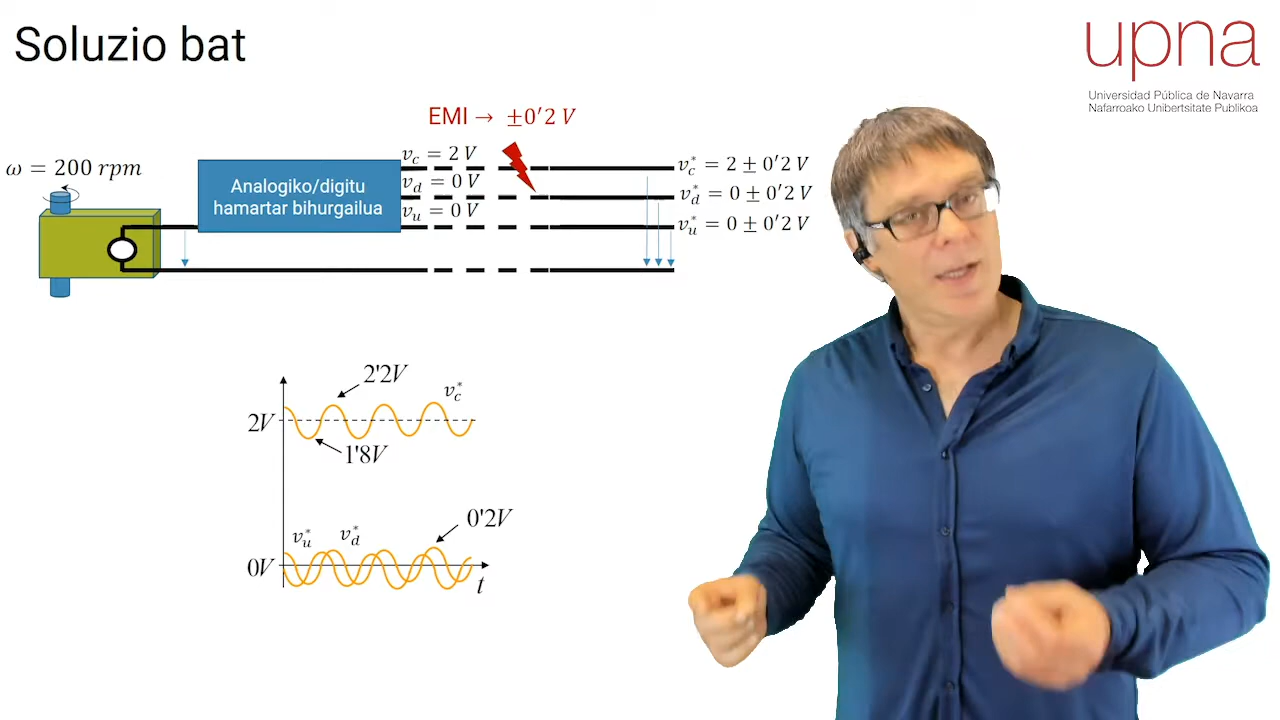 Soluzio bat
upna
Universidad Pública de Navarra
Nafarroako Unibertsitate Publikoa
EMI → ±0'2 V
ω = 200 rpm
Analogiko/digitu
hamartar bihurgailua
v_c = 2 V
v_d = 0 V
v_u = 0 V
v_c^* = 2 ± 0'2 V
v_d^* = 0 ± 0'2 V
v_u^* = 0 ± 0'2 V
2'2V
v_c^*
2V
1'8V
0'2V
v_u^*
v_d^*
0V
t